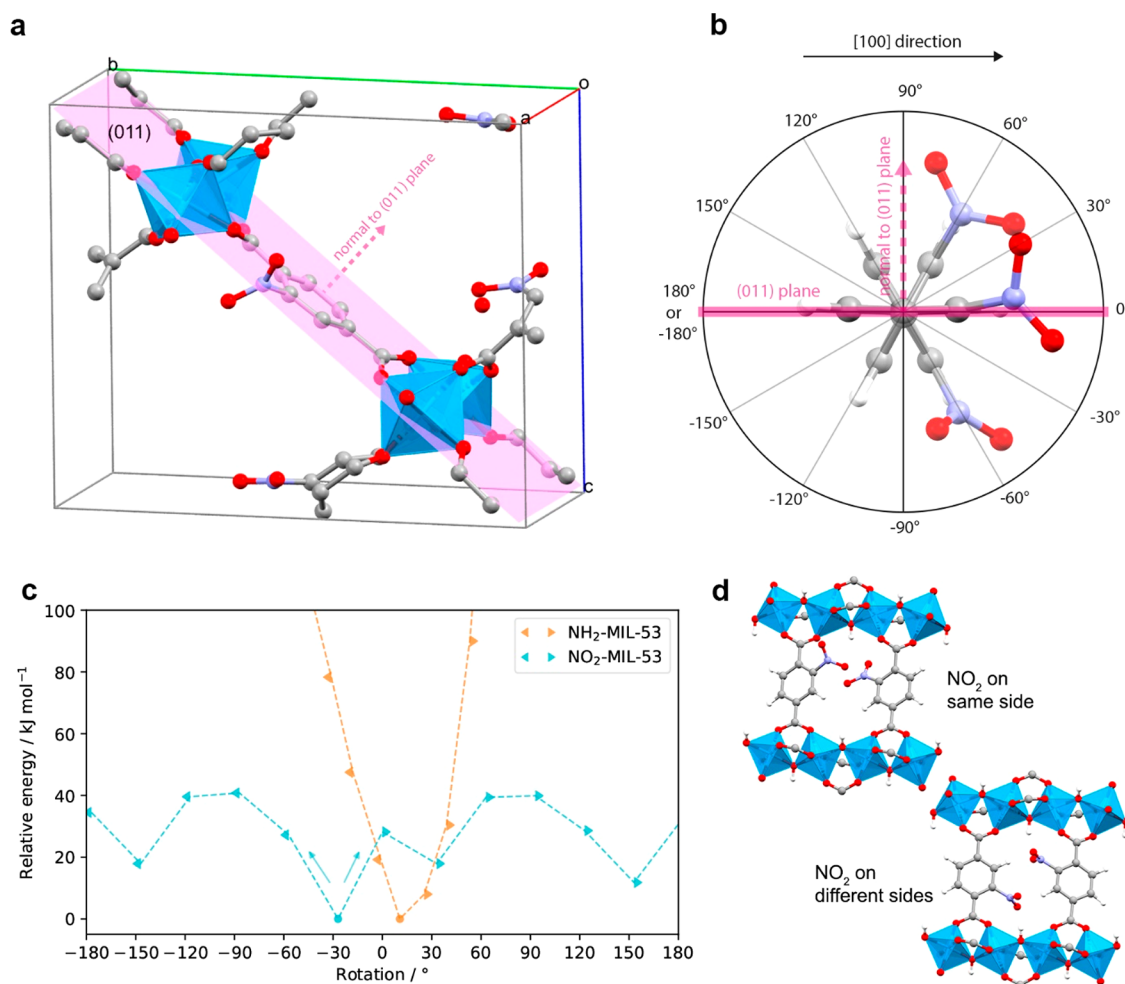 a
b
o
a
(011)
normal to (011) plane
c
b
[100] direction
90°
120°
60°
150°
30°
normal to (011) plane
(011) plane
180°
or
-180°
0
-150°
-30°
-120°
-60°
-90°
c
Relative energy / kJ mol⁻¹
100
80
60
40
20
0
NH₂-MIL-53
NO₂-MIL-53
−180 −150 −120 −90 −60 −30 0 30 60 90 120 150 180
Rotation / °
d
NO₂ on
same side
NO₂ on
different sides